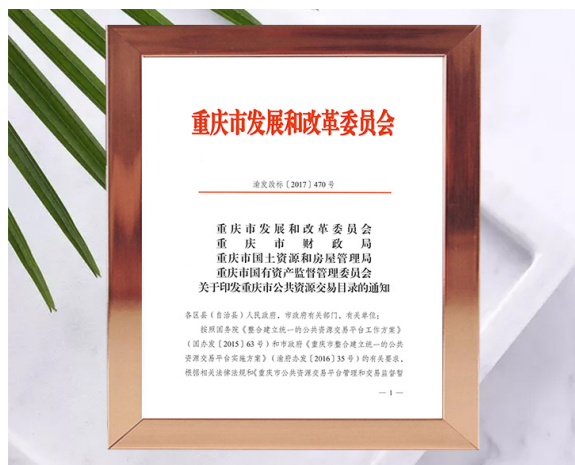 重庆市发展和改革委员会
渝发改标〔2017〕470号
重庆市发展和改革委员会
重庆市财政局
重庆市国土资源和房屋管理局
重庆市国有资产监督管理委员会
关于印发重庆市公共资源交易目录的通知
各区县（自治县）人民政府，市政府有关部门，有关单位：
按照国务院《整合建立统一的公共资源交易平台工作方案》
（国办发〔2015〕63号）和市政府《重庆市整合建立统一的公共
资源交易平台实施方案》（渝府办发〔2016〕35号）的有关要求，
根据相关法律法规和《重庆市公共资源交易平台管理和交易监督暂
— 1 —